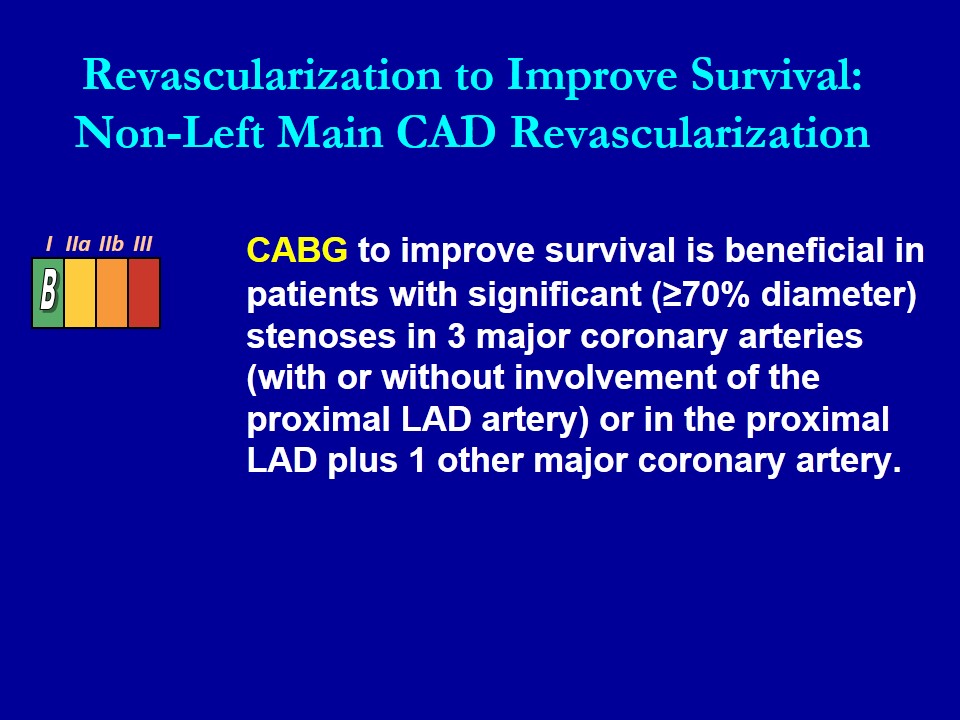 Revascularization to Improve Survival:
Non-Left Main CAD Revascularization
I IIa IIb III
B
CABG to improve survival is beneficial in
patients with significant (≥70% diameter)
stenoses in 3 major coronary arteries
(with or without involvement of the
proximal LAD artery) or in the proximal
LAD plus 1 other major coronary artery.